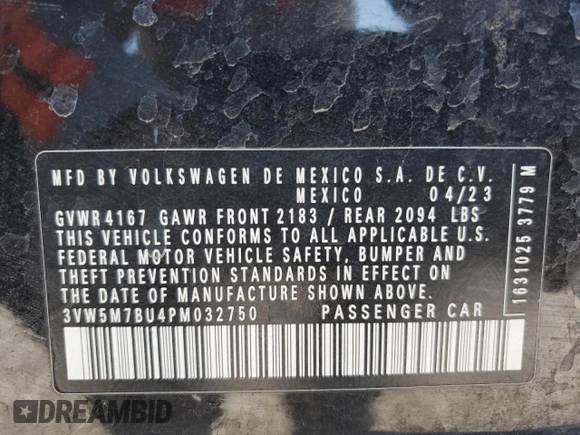 MFD BY VOLKSWAGEN DE MEXICO S.A. DE C.V.
MEXICO 04/23
GVWR4167 GAWR FRONT 2183 / REAR 2094 LBS
THIS VEHICLE CONFORMS TO ALL APPLICABLE U.S.
FEDERAL MOTOR VEHICLE SAFETY, BUMPER AND
THEFT PREVENTION STANDARDS IN EFFECT ON
THE DATE OF MANUFACTURE SHOWN ABOVE.
3VW5M7BU4PM032750 PASSENGER CAR
1631025 3779 M
DREAMBID